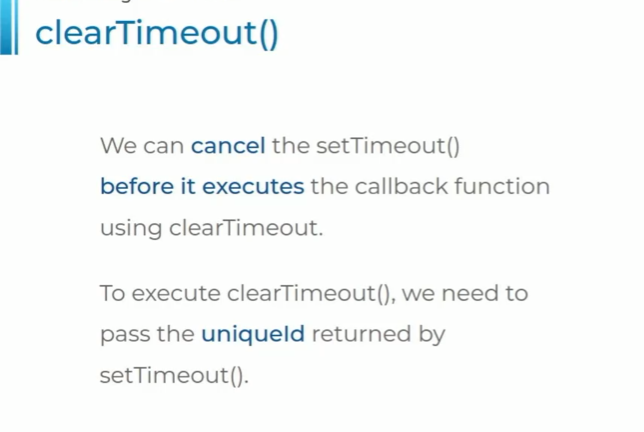 clearTimeout()
We can cancel the setTimeout()
before it executes the callback function
using clearTimeout.
To execute clearTimeout(), we need to
pass the uniqueId returned by
setTimeout().